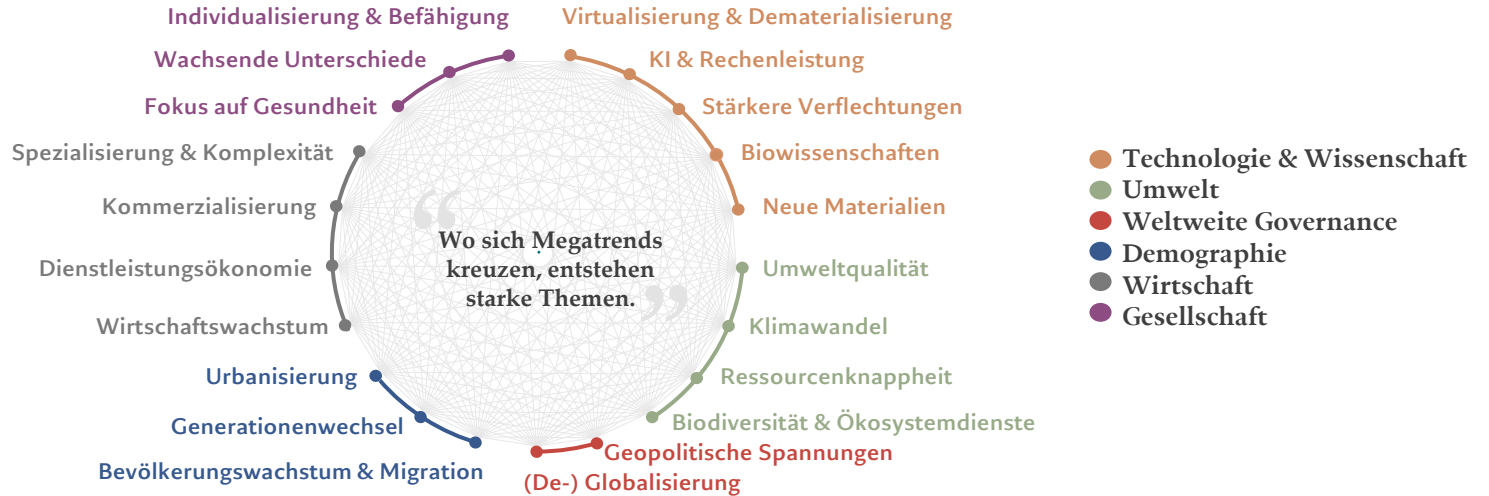 Individualisierung & Befähigung
Virtualisierung & Dematerialisierung
Wachsende Unterschiede
KI & Rechenleistung
Fokus auf Gesundheit
Stärkere Verflechtungen
Spezialisierung & Komplexität
Biowissenschaften
Kommerzialisierung
Neue Materialien
Dienstleistungsökonomie
Umweltqualität
Wirtschaftswachstum
Klimawandel
Urbanisierung
Ressourcenknappheit
Generationenwechsel
Biodiversität & Ökosystemdienste
Bevölkerungswachstum & Migration
Geopolitische Spannungen
(De-) Globalisierung
“
Wo sich Megatrends
kreuzen, entstehen
starke Themen.
”
Technologie & Wissenschaft
Umwelt
Weltweite Governance
Demographie
Wirtschaft
Gesellschaft